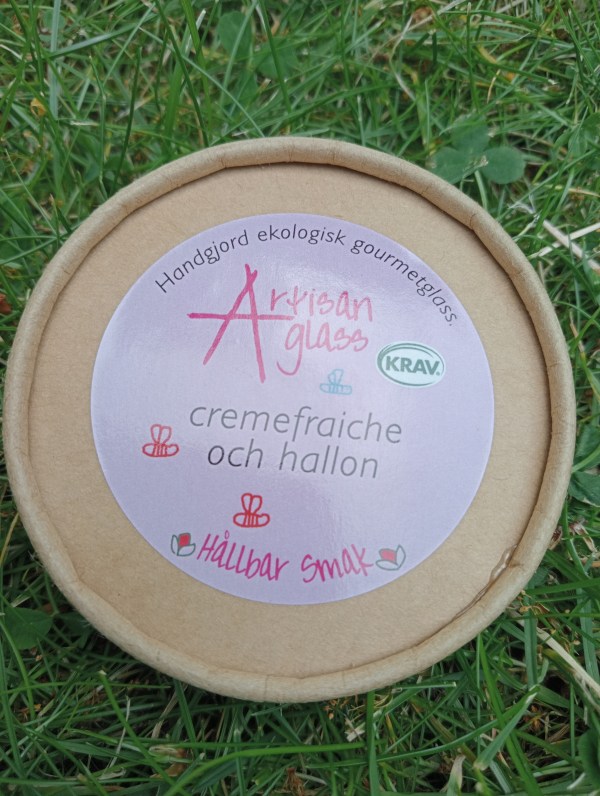 Handgjord ekologisk gourmetglass.
Artisan
glass
KRAV
cremefraiche
och hallon
Hållbar smak